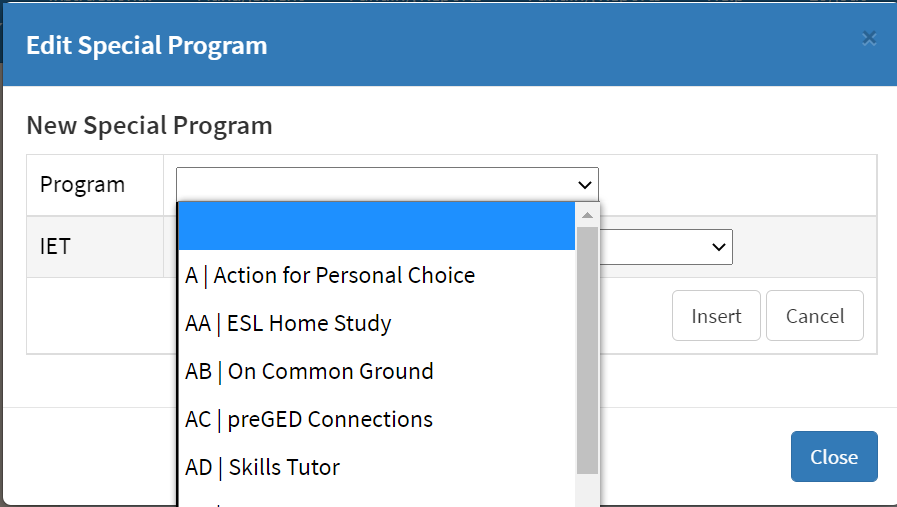 Edit Special Program ×
New Special Program
Program
IET
A | Action for Personal Choice
AA | ESL Home Study
AB | On Common Ground
AC | preGED Connections
AD | Skills Tutor
Insert Cancel
Close